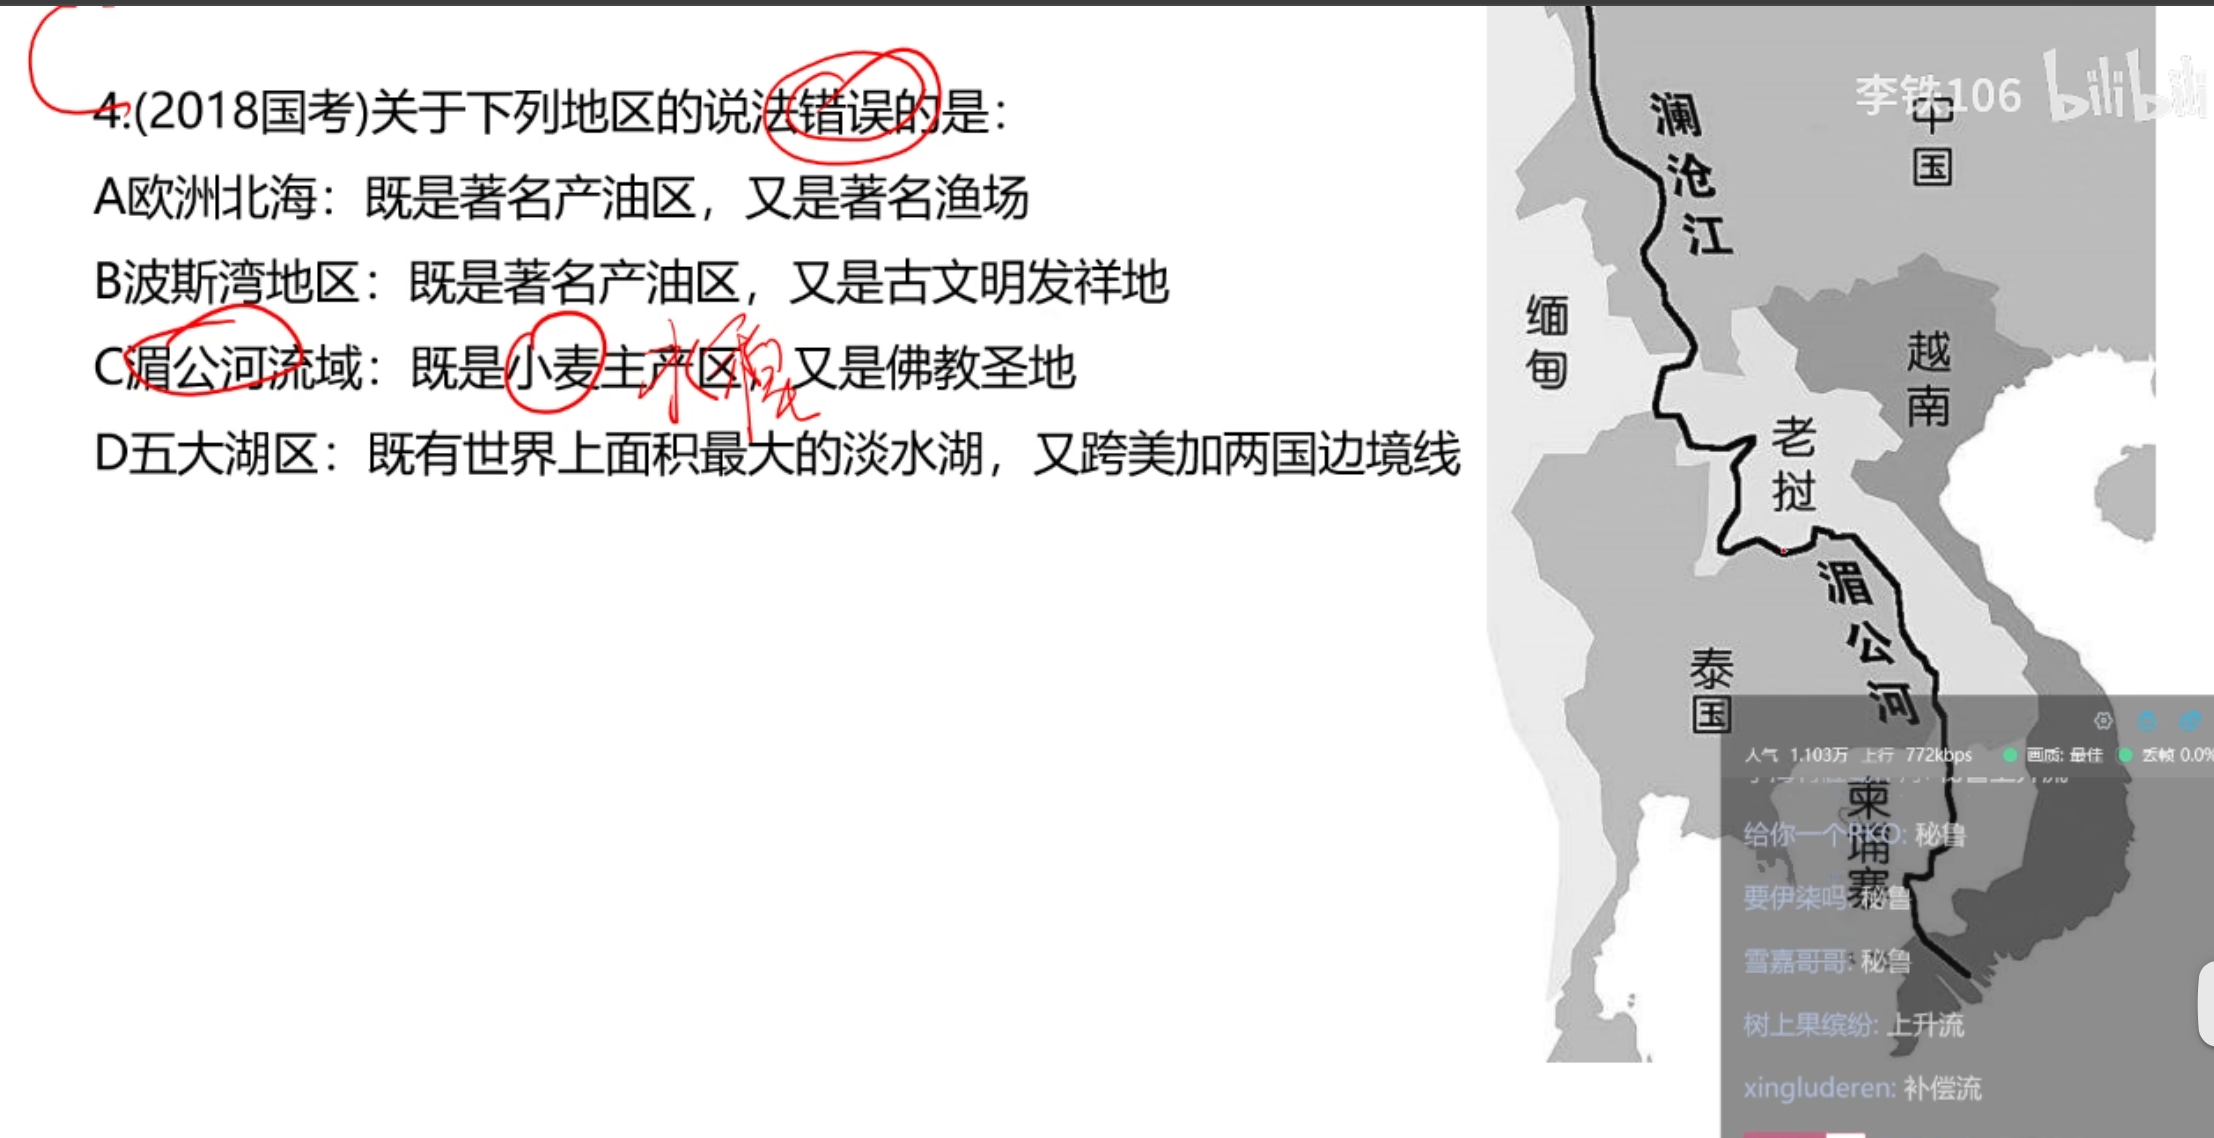 李铁106 bilibili
4.(2018国考)关于下列地区的说法错误的是：
A欧洲北海：既是著名产油区，又是著名渔场
B波斯湾地区：既是著名产油区，又是古文明发祥地
C湄公河流域：既是小麦主产区，又是佛教圣地
水稻
D五大湖区：既有世界上面积最大的淡水湖，又跨美加两国边境线
澜沧江
中国
缅甸
越南
老挝
湄公河
泰国
柬埔寨
人气 1.103万 上行 772kbps 画质: 最佳 丢帧 0.0%
给你一个RKO: 秘鲁
要伊柒吗: 秘鲁
雪嘉哥哥: 秘鲁
树上果缤纷: 上升流
xingluderen: 补偿流